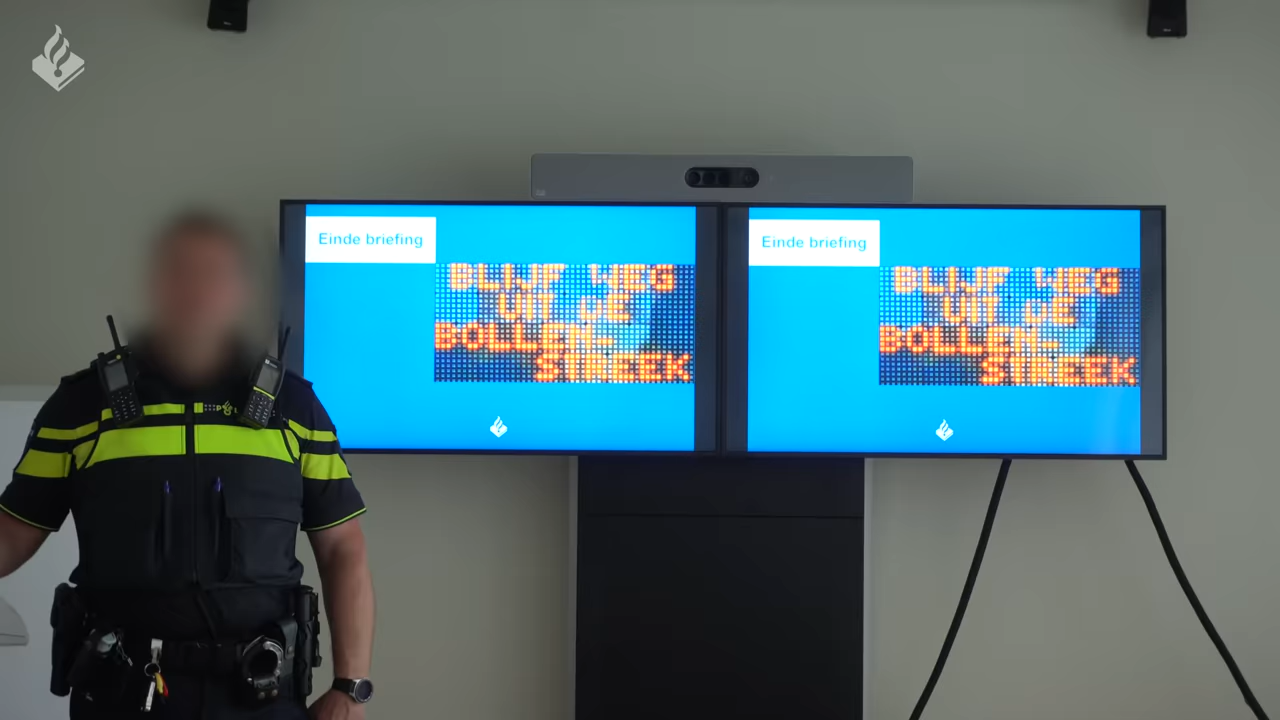 Einde briefing
BLIJF WEG
UIT DE
BOLLEN-
STREEK
Einde briefing
BLIJF WEG
UIT DE
BOLLEN-
STREEK